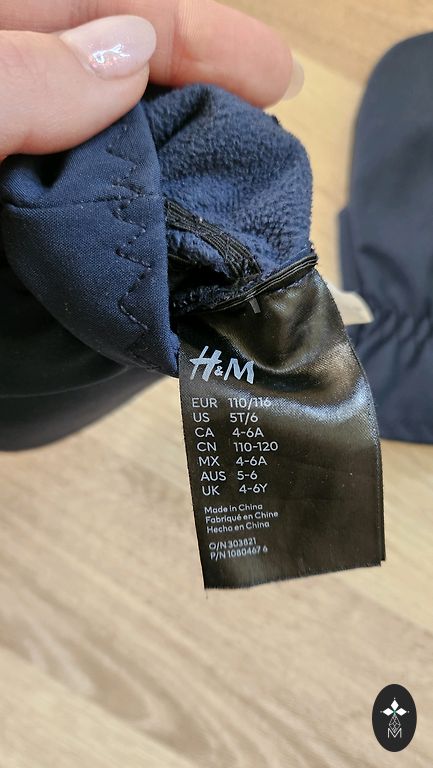 H&M
EUR 110/116
US 5T/6
CA 4-6A
CN 110-120
MX 4-6A
AUS 5-6
UK 4-6Y
Made in China
Fabriqué en Chine
Hecho en China
O/N 303821
P/N 1080467 6
M